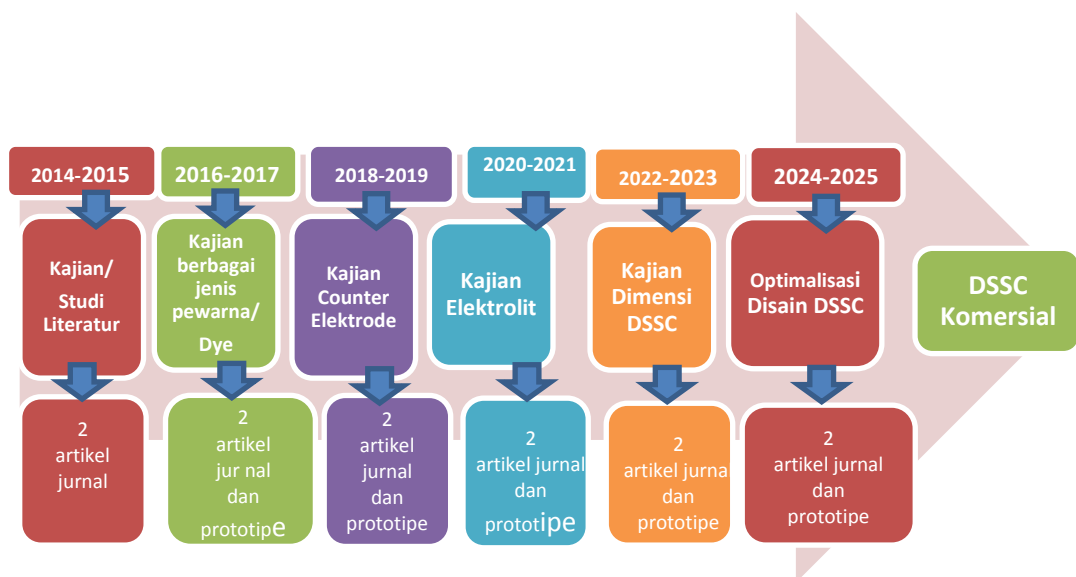 2014-2015
2016-2017
2018-2019
2020-2021
2022-2023
2024-2025
Kajian/
Studi
Literatur
Kajian
berbagai
jenis
pewarna/
Dye
Kajian
Counter
Elektrode
Kajian
Elektrolit
Kajian
Dimensi
DSSC
Optimalisasi
Disain DSSC
DSSC
Komersial
2
artikel
jurnal
2
artikel
jur nal
dan
prototipe
2
artikel
jurnal
dan
prototipe
2
artikel jurnal
dan
prototipe
2
artikel jurnal
dan
prototipe
2
artikel jurnal
dan
prototipe